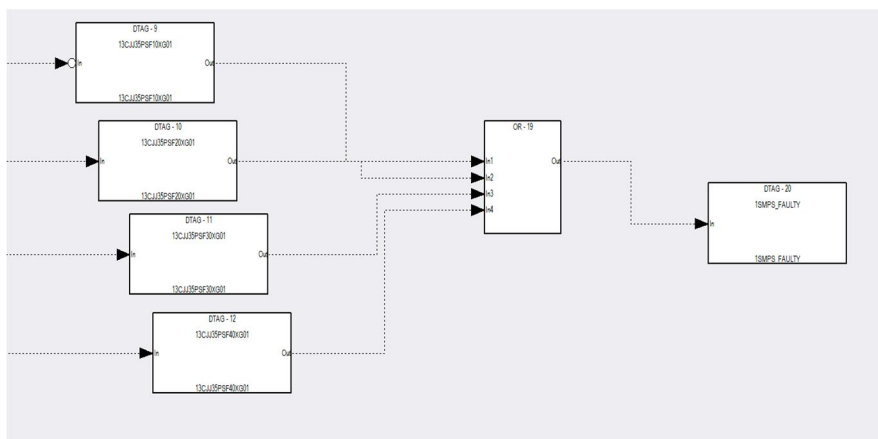 DTAG - 9
13CJJ35PSF10XG01
In
Out
13CJJ35PSF10XG01
DTAG - 10
13CJJ35PSF20XG01
In
Out
13CJJ35PSF20XG01
DTAG - 11
13CJJ35PSF30XG01
In
Out
13CJJ35PSF30XG01
DTAG - 12
13CJJ35PSF40XG01
In
Out
13CJJ35PSF40XG01
OR - 19
In1
Out
In2
In3
In4
DTAG - 20
1SMPS_FAULTY
In
1SMPS_FAULTY